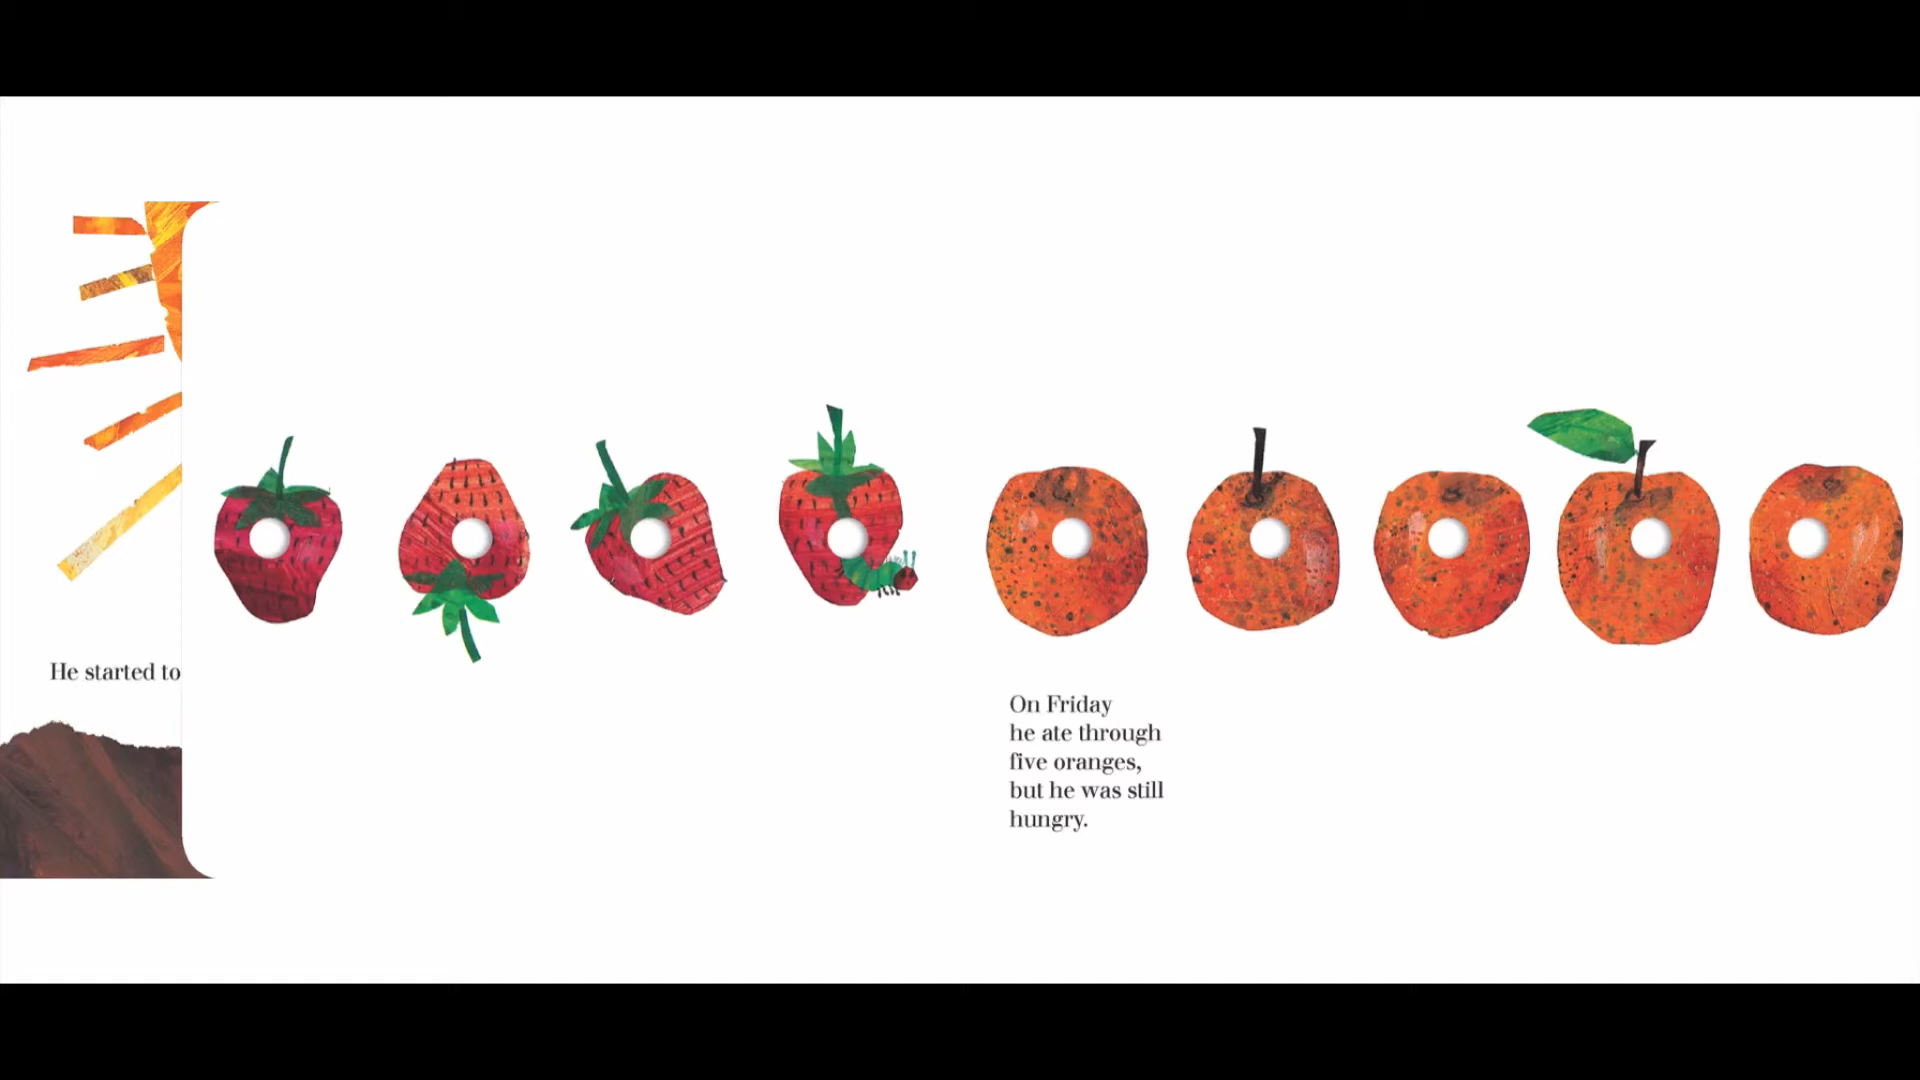 He started to
On Friday
he ate through
five oranges,
but he was still
hungry.